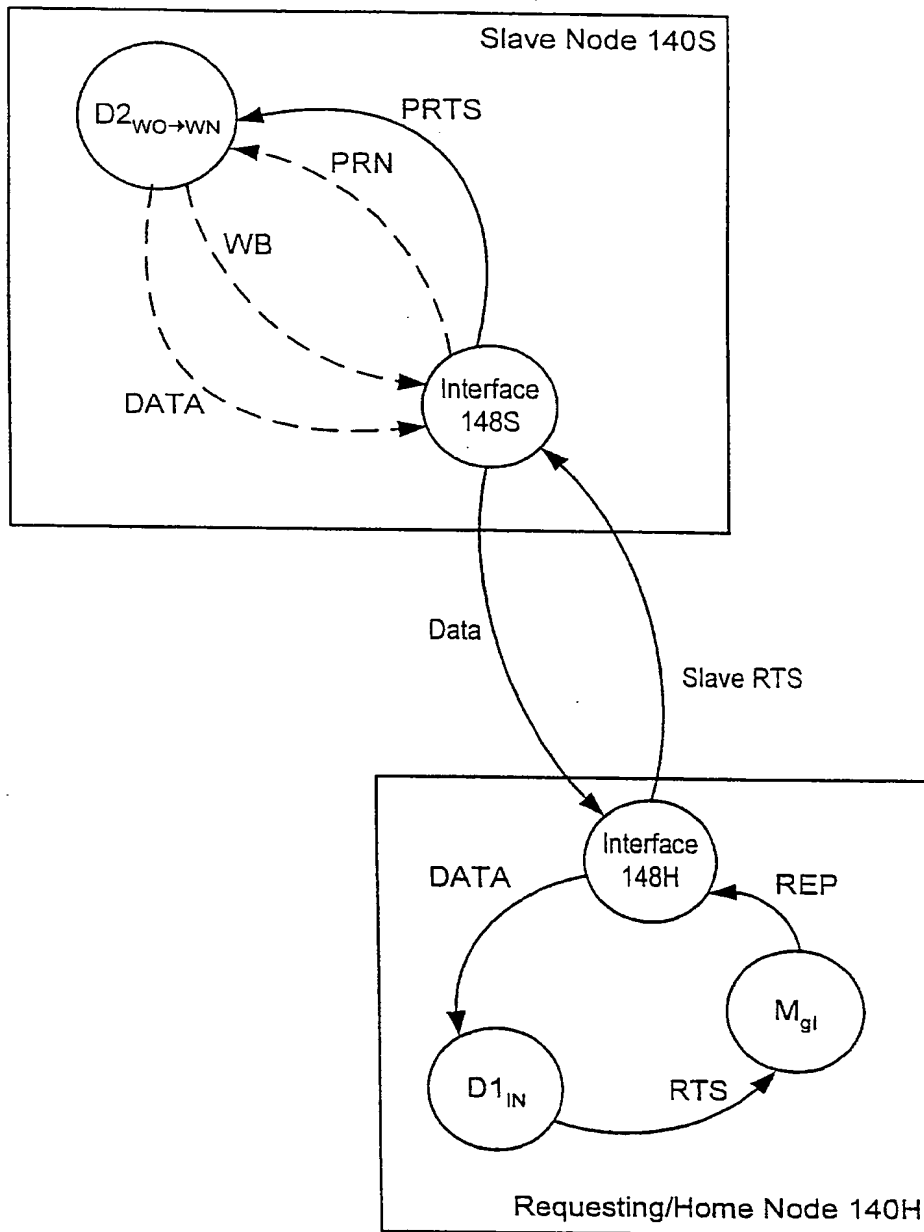 Slave Node 140S
D2WO→WN
PRTS
PRN
WB
DATA
Interface
148S
Data
Slave RTS
Interface
148H
DATA
REP
Mgl
D1IN
RTS
Requesting/Home Node 140H